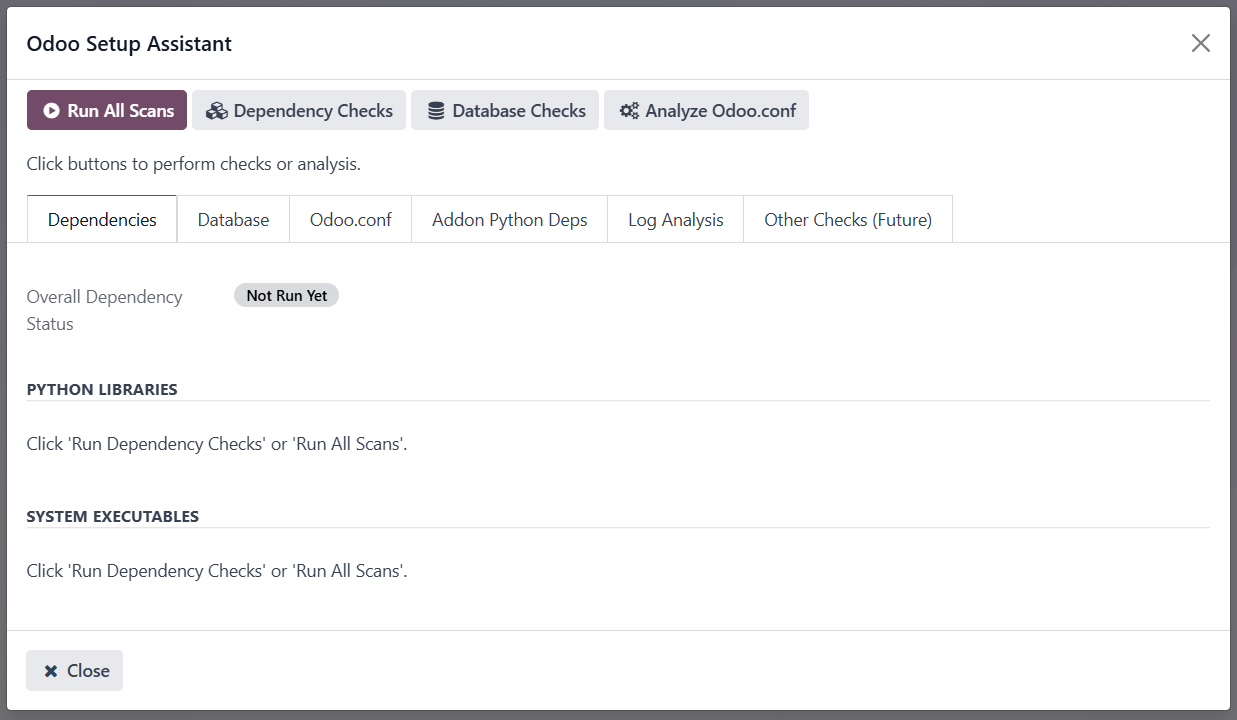 Odoo Setup Assistant
Run All Scans Dependency Checks Database Checks Analyze Odoo.conf
Click buttons to perform checks or analysis.
Dependencies Database Odoo.conf Addon Python Deps Log Analysis Other Checks (Future)
Overall Dependency Status Not Run Yet
PYTHON LIBRARIES
Click 'Run Dependency Checks' or 'Run All Scans'.
SYSTEM EXECUTABLES
Click 'Run Dependency Checks' or 'Run All Scans'.
Close